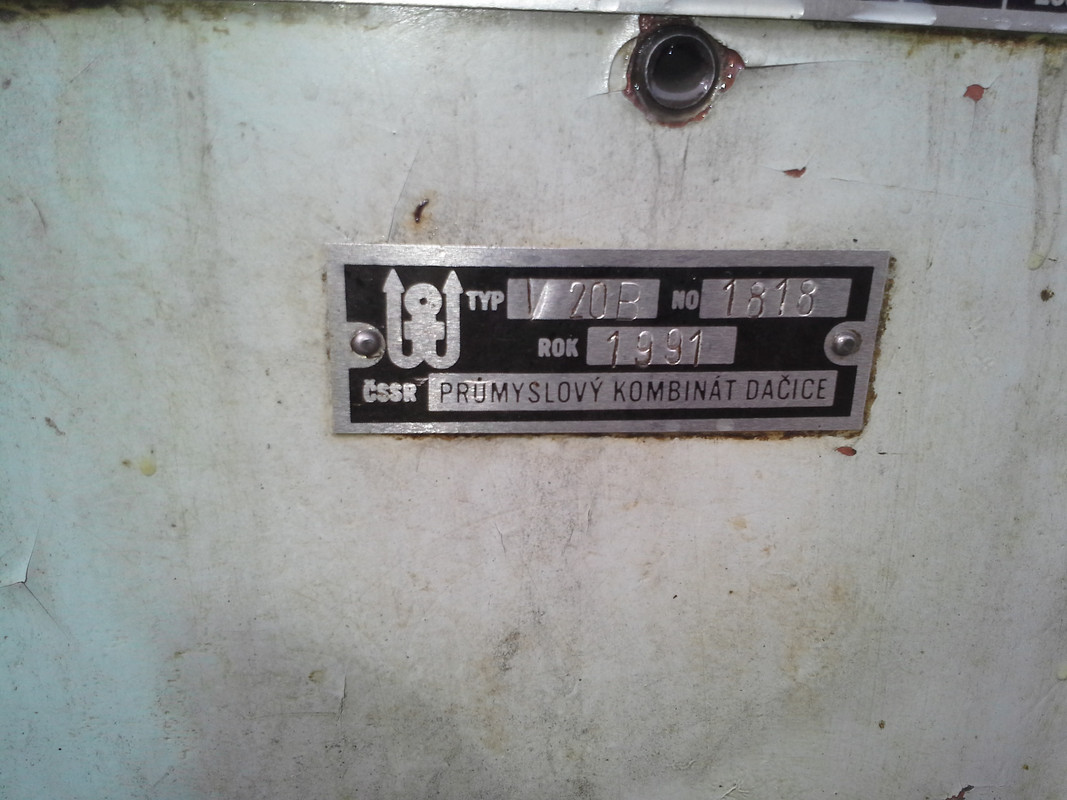 TYP V 20B NO 1818
ROK 1991
ČSSR PRŮMYSLOVÝ KOMBINÁT DAČICE